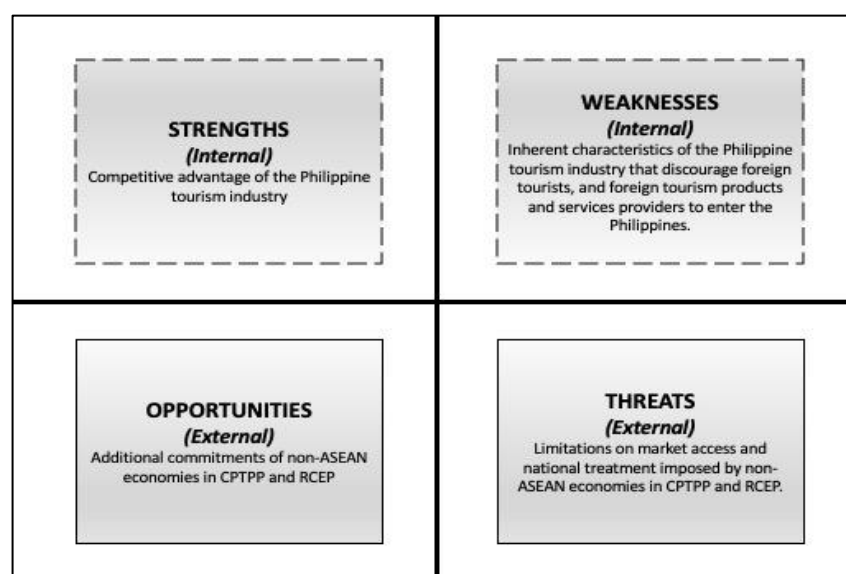 STRENGTHS
(Internal)
Competitive advantage of the Philippine
tourism industry
WEAKNESSES
(Internal)
Inherent characteristics of the Philippine
tourism industry that discourage foreign
tourists, and foreign tourism products
and services providers to enter the
Philippines.
OPPORTUNITIES
(External)
Additional commitments of non-ASEAN
economies in CPTPP and RCEP
THREATS
(External)
Limitations on market access and
national treatment imposed by non-
ASEAN economies in CPTPP and RCEP.